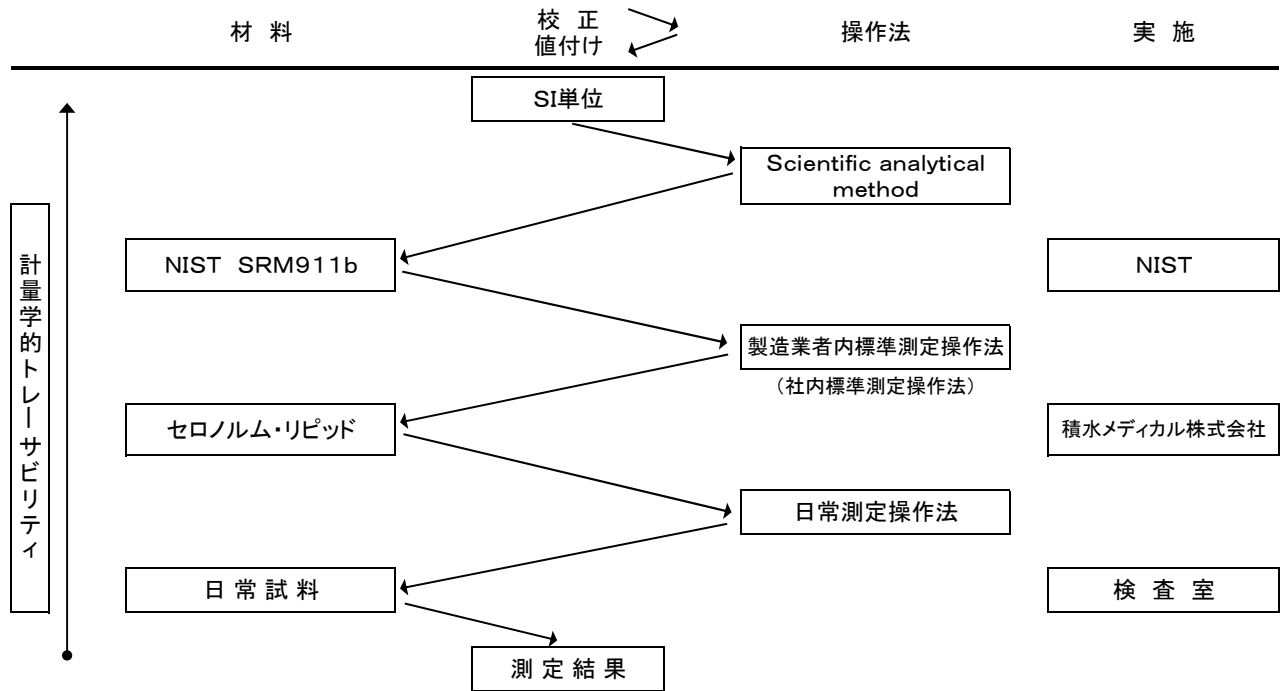 材 料
校 正
値付け
操作法
実 施
SI単位
Scientific analytical
method
計量学的トレーサビリティ
NIST SRM911b
NIST
製造業者内標準測定操作法
（社内標準測定操作法）
セロノルム・リピッド
積水メディカル株式会社
日常測定操作法
日 常 試 料
検 査 室
測 定 結 果